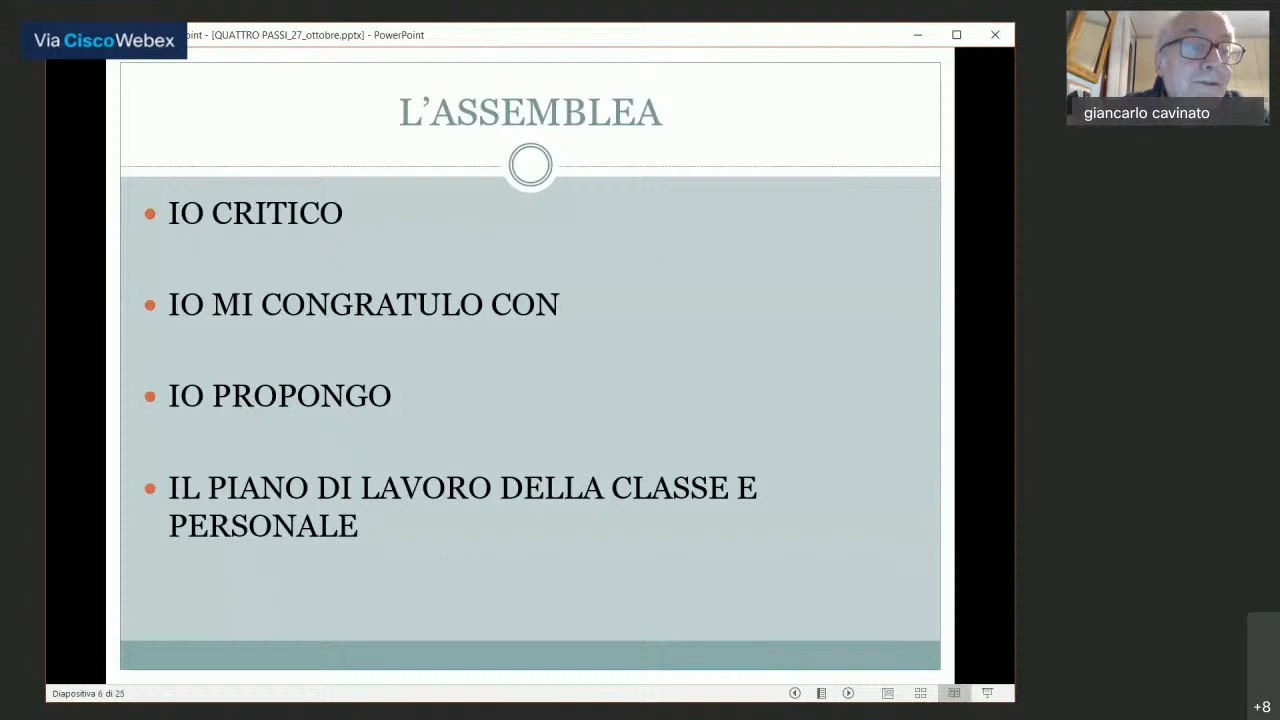 Via Cisco Webex
oint - [QUATTRO PASSI_27_ottobre.pptx] - PowerPoint
giancarlo cavinato
L’ASSEMBLEA
IO CRITICO
IO MI CONGRATULO CON
IO PROPONGO
IL PIANO DI LAVORO DELLA CLASSE E
PERSONALE
Diapositiva 6 di 25
+8